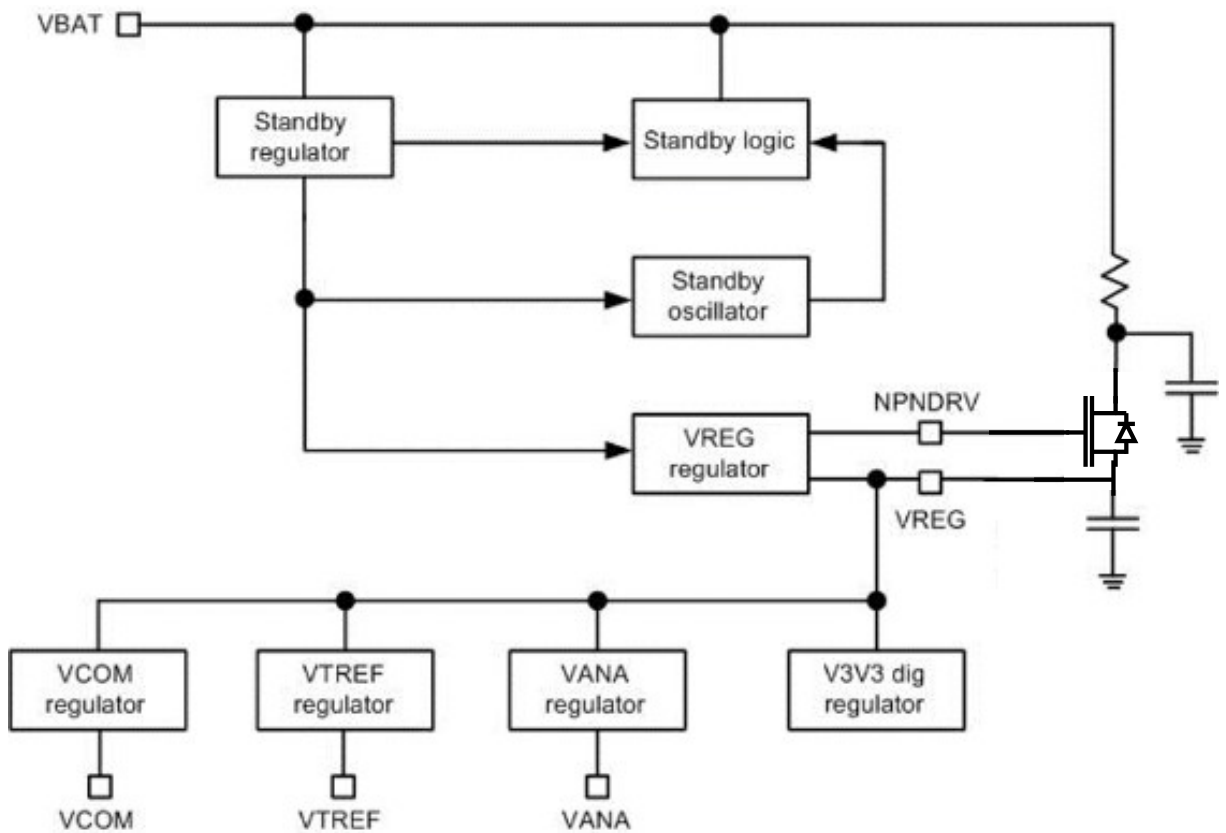 VBAT
Standby
regulator
Standby logic
Standby
oscillator
NPNDRV
VREG
regulator
VREG
VCOM
regulator
VTREF
regulator
VANA
regulator
V3V3 dig
regulator
VCOM
VTREF
VANA